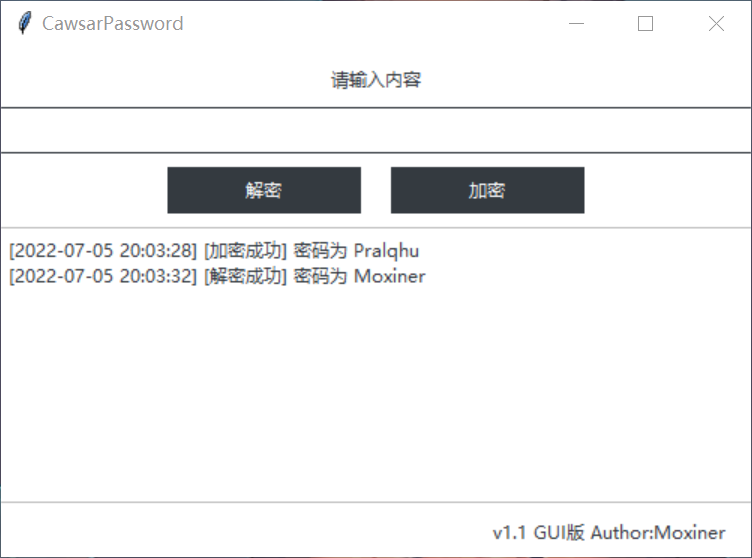 CawsarPassword
请输入内容
解密 加密
[2022-07-05 20:03:28] [加密成功] 密码为 Pralqhu
[2022-07-05 20:03:32] [解密成功] 密码为 Moxiner
v1.1 GUI版 Author:Moxiner